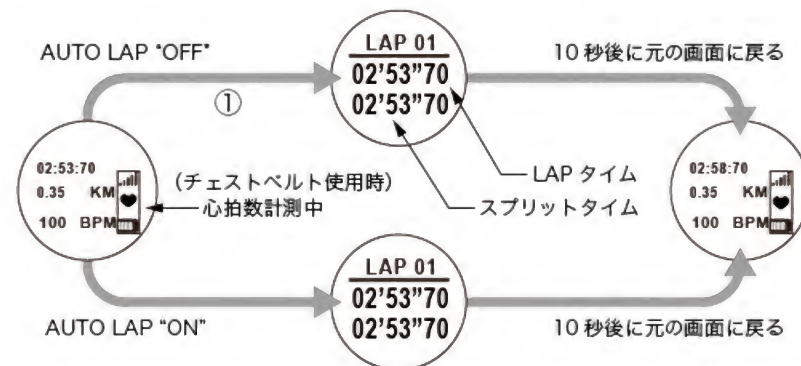 AUTO LAP "OFF"
①
LAP 01
02'53"70
02'53"70
10 秒後に元の画面に戻る
02:53:70
0.35 KM
100 BPM
(チェストベルト使用時)
心拍数計測中
LAP タイム
スプリットタイム
02:58:70
0.35 KM
100 BPM
AUTO LAP "ON"
LAP 01
02'53"70
02'53"70
10 秒後に元の画面に戻る